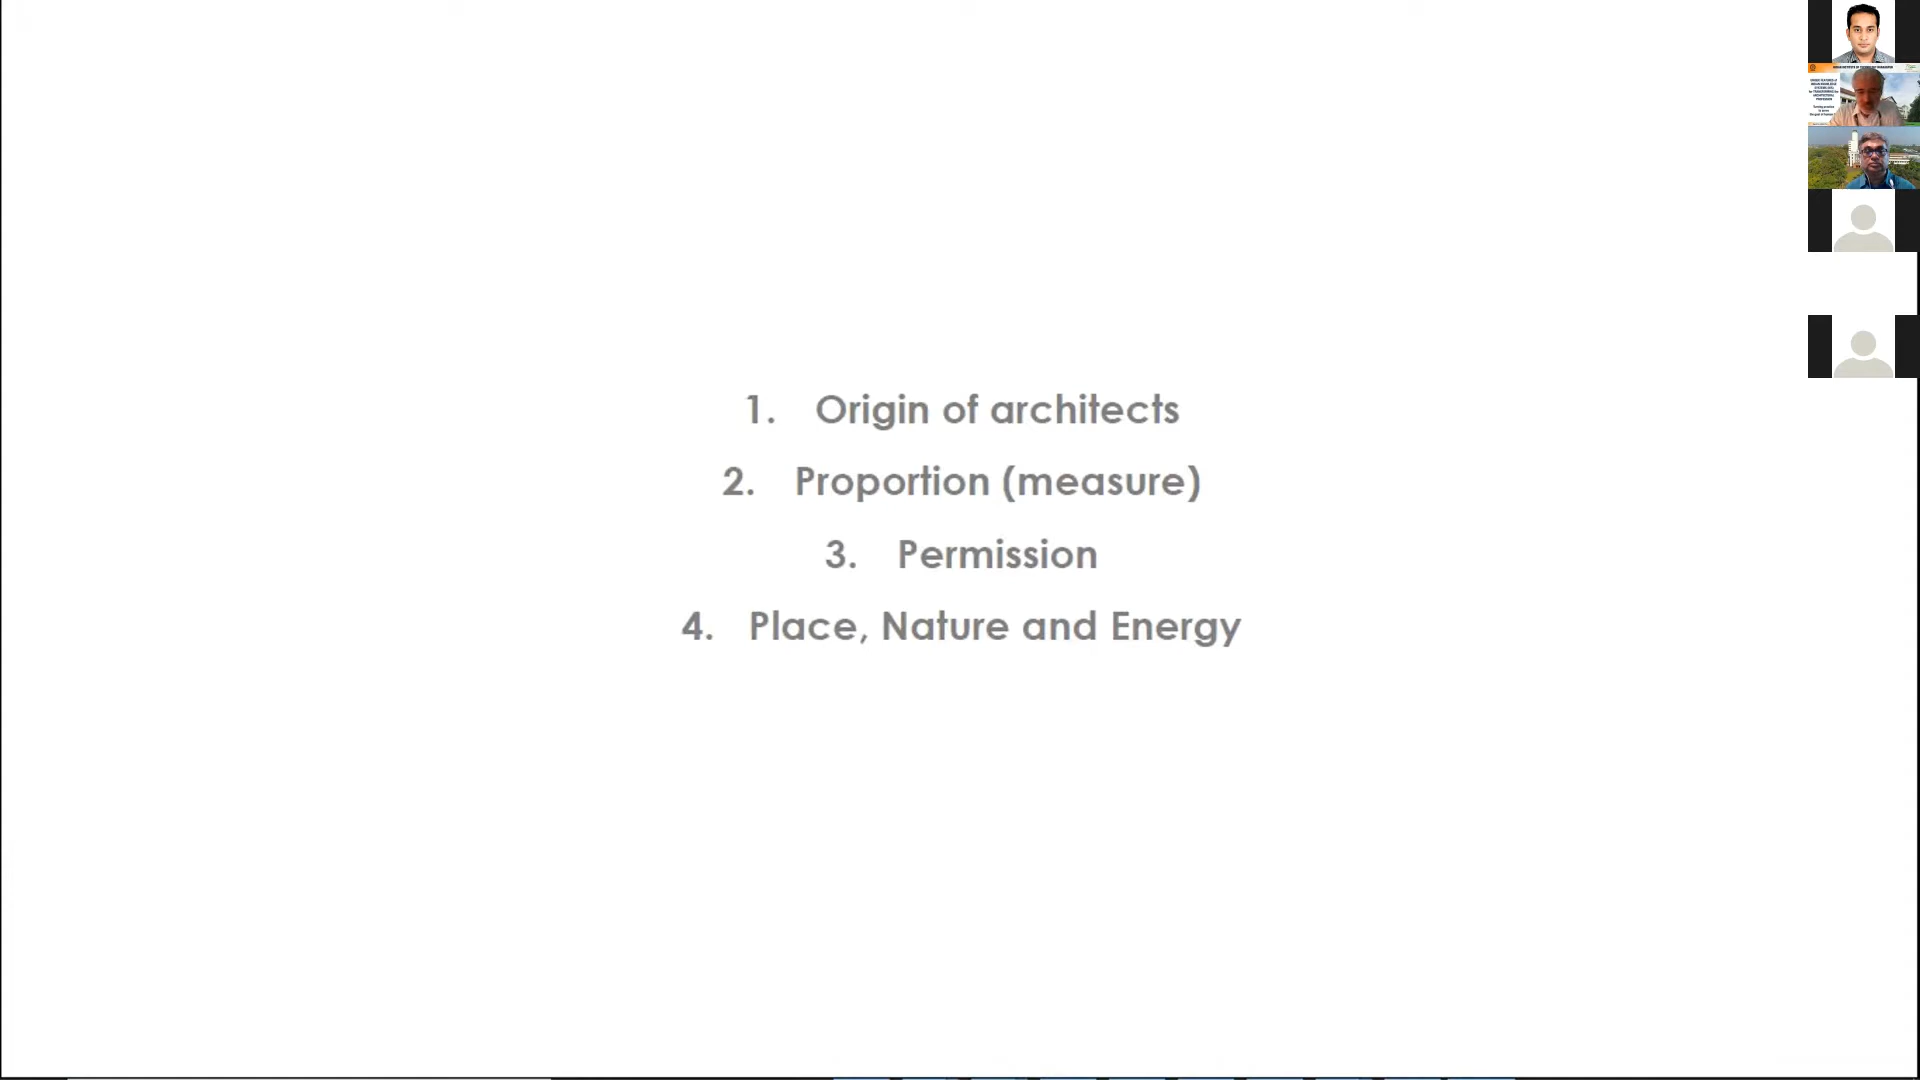 1. Origin of architects
2. Proportion (measure)
3. Permission
4. Place, Nature and Energy